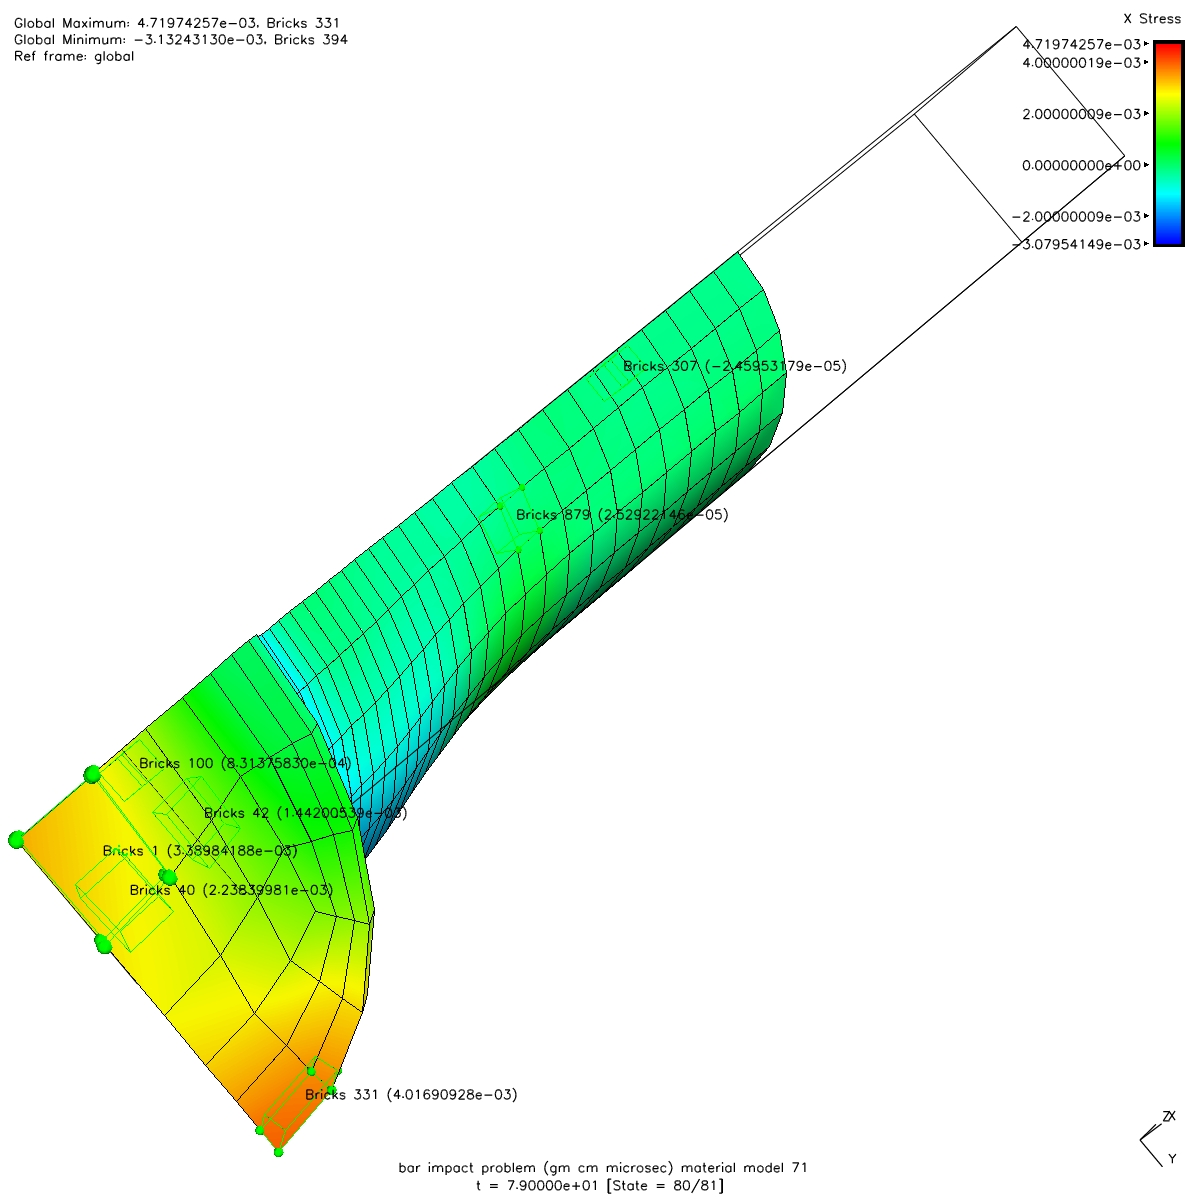 Global Maximum: 4.71974257e-03, Bricks 331
Global Minimum: -3.13243130e-03, Bricks 394
Ref frame: global
X Stress
4.71974257e-03
4.00000019e-03
2.00000009e-03
0.00000000e+00
-2.00000009e-03
-3.07954149e-03
Bricks 307 (-2.45953179e-05)
Bricks 879 (2.52922146e-05)
Bricks 100 (8.31375830e-04)
Bricks 42 (1.44200539e-03)
Bricks 1 (3.38984188e-03)
Bricks 40 (2.23839981e-03)
Bricks 331 (4.01690928e-03)
ZX
Y
bar impact problem (gm cm microsec) material model 71
t = 7.90000e+01 [State = 80/81]